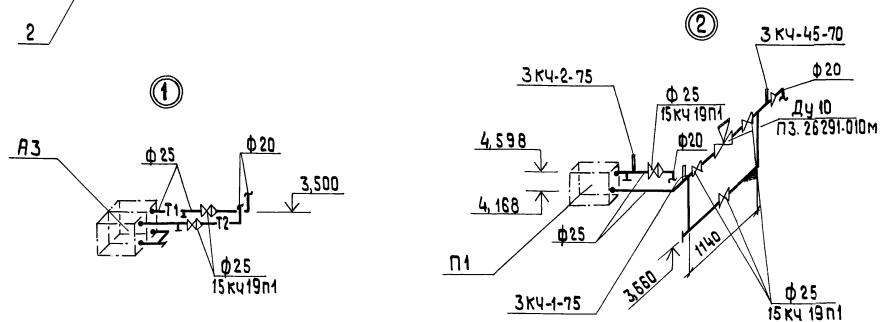 2
1
А3
ф25
ф20
Т1
Т2
3,500
ф25
15кч19п1
2
3КЧ-45-70
3КЧ-2-75
ф20
ф25
15кч19п1
ф20
Ду10
П3.26291-010м
4,598
4,168
ф25
П1
1140
3,660
3КЧ-1-75
ф25
15кч19п1